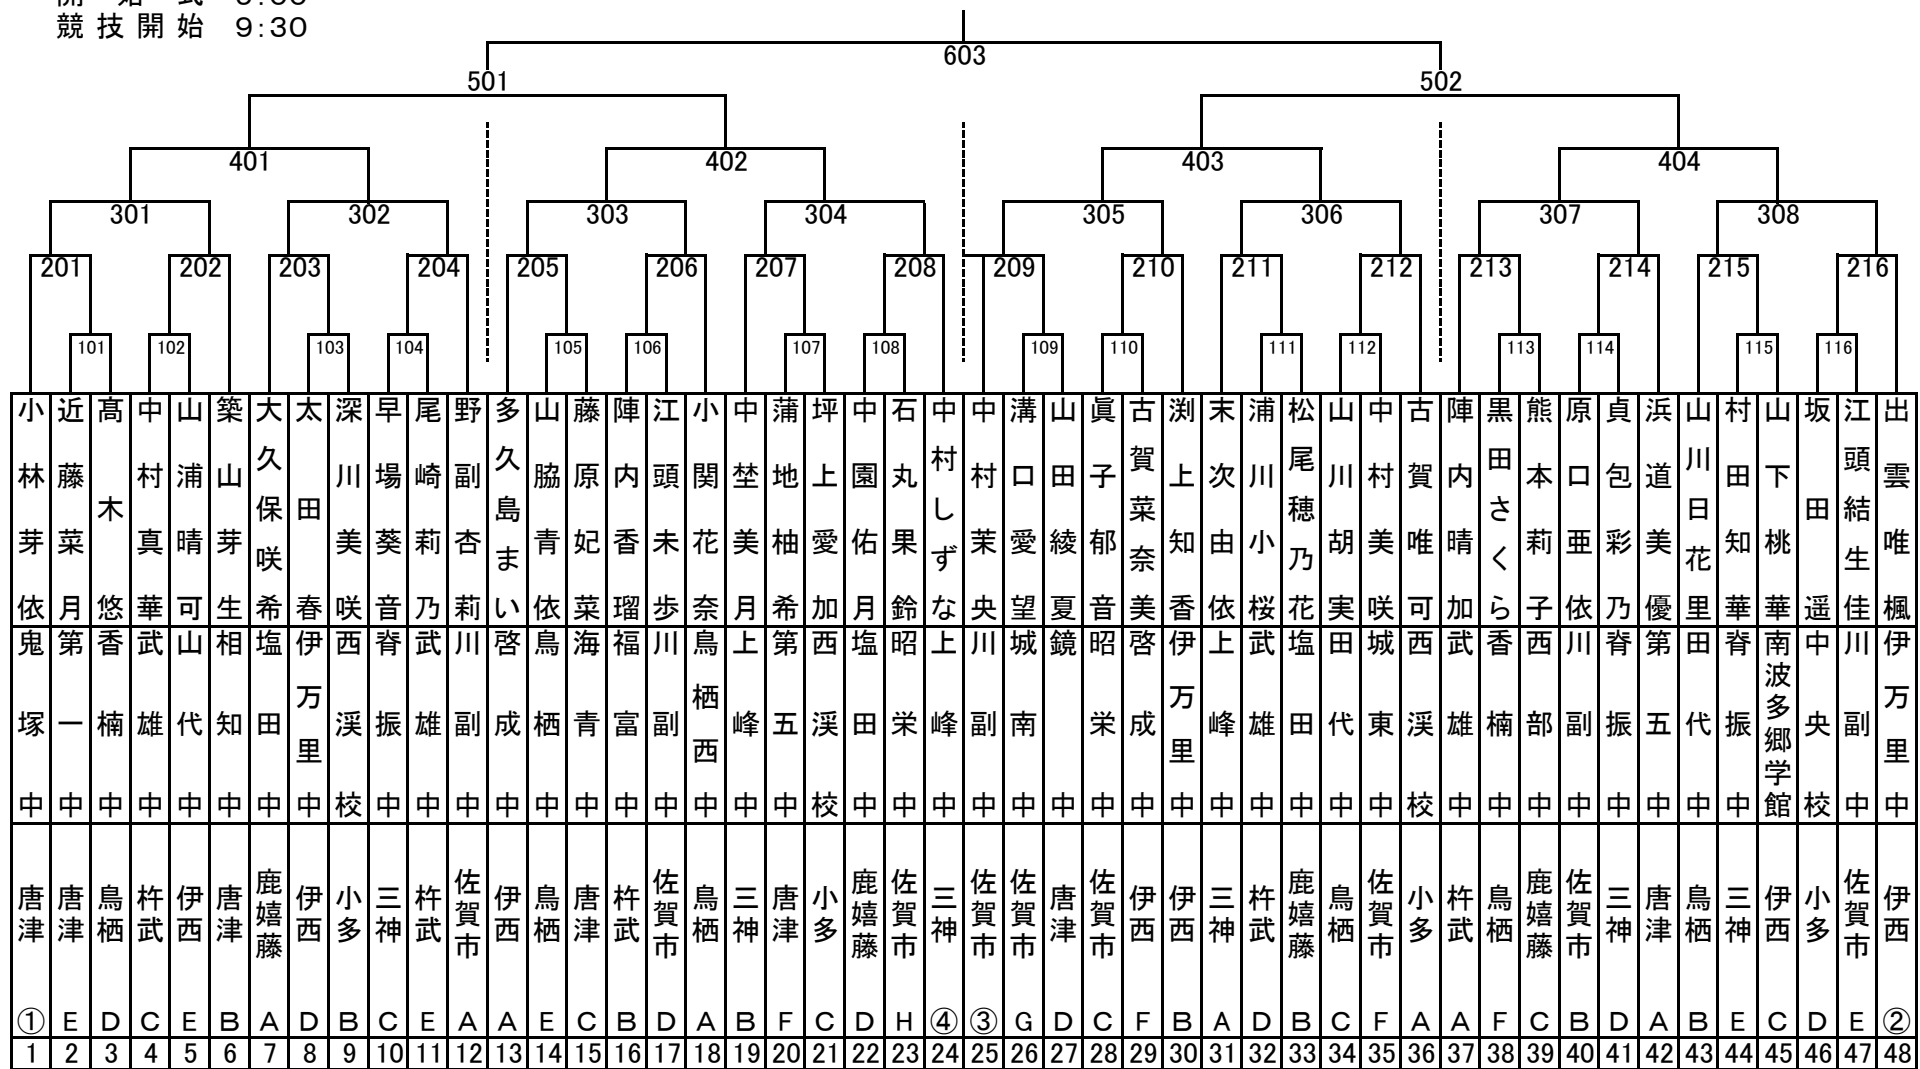 開始式 9:00
競技開始 9:30
603
501 502
401 402 403 404
301 302 303 304 305 306 307 308
201 202 203 204 205 206 207 208 209 210 211 212 213 214 215 216
101 102 103 104 105 106 107 108 109 110 111 112 113 114 115 116
小林芽依 近藤菜月 髙木悠 中村真華 山浦晴可 築山芽生 大久保咲希 太田春 深川美咲 早場葵音 尾崎莉乃 野副杏莉 多久島まい 山脇青依 藤原妃菜 陣内香瑠 江頭未歩 小関花奈 中埜美月 蒲地柚希 坪上愛加 中園佑月 石丸果鈴 中村しずな 中村茉央 溝口愛望 山田綾夏 眞子郁音 古賀菜奈美 渕上知香 末次由依 浦川小桜 松尾穂乃花 山川胡実 中村美咲 古賀唯可 陣内晴加 黒田さくら 熊本莉子 原口亜依 貞包彩乃 浜道美優 山川日花里 村田知華 山下桃華 坂田遥 江頭結生佳 出雲唯楓
鬼塚中 第一中 香楠中 武雄中 山代中 相知中 塩田中 伊万里中 西渓校 脊振中 武雄中 川副中 啓成中 鳥栖中 海青中 福富中 川副中 鳥栖西中 上峰中 第五中 西渓校 塩田中 昭栄中 上峰中 川副中 城南中 鏡中 昭栄中 啓成中 伊万里中 上峰中 武雄中 塩田中 田代中 城東中 西渓校 武雄中 香楠中 西部中 川副中 脊振中 第五中 田代中 脊振中 南波多郷学館 中央校 川副中 伊万里中
唐津 唐津 鳥栖 杵武 伊西 唐津 鹿嬉藤 伊西 小多 三神 杵武 佐賀市 伊西 鳥栖 唐津 杵武 佐賀市 鳥栖 三神 唐津 小多 鹿嬉藤 佐賀市 三神 佐賀市 佐賀市 唐津 佐賀市 伊西 伊西 三神 杵武 鹿嬉藤 鳥栖 佐賀市 小多 杵武 鳥栖 鹿嬉藤 佐賀市 三神 唐津 鳥栖 三神 伊西 小多 佐賀市 伊西
① E D C E B A D B C E A A E C B D A B F C D H ④ ③ G D C F B A D B C F A A F C B D A B E C D E ②
1 2 3 4 5 6 7 8 9 10 11 12 13 14 15 16 17 18 19 20 21 22 23 24 25 26 27 28 29 30 31 32 33 34 35 36 37 38 39 40 41 42 43 44 45 46 47 48